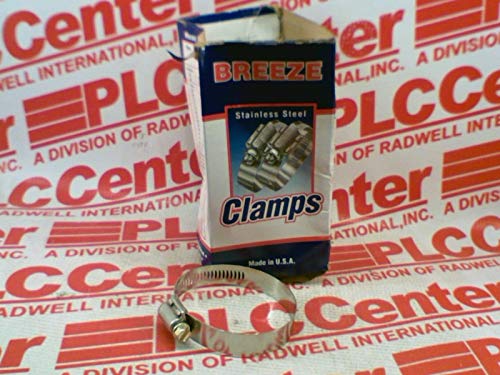 BREEZE
Stainless Steel
Clamps
Made in U.S.A.
PLCCenter
A DIVISION OF RADWELL INTERNATIONAL, INC.